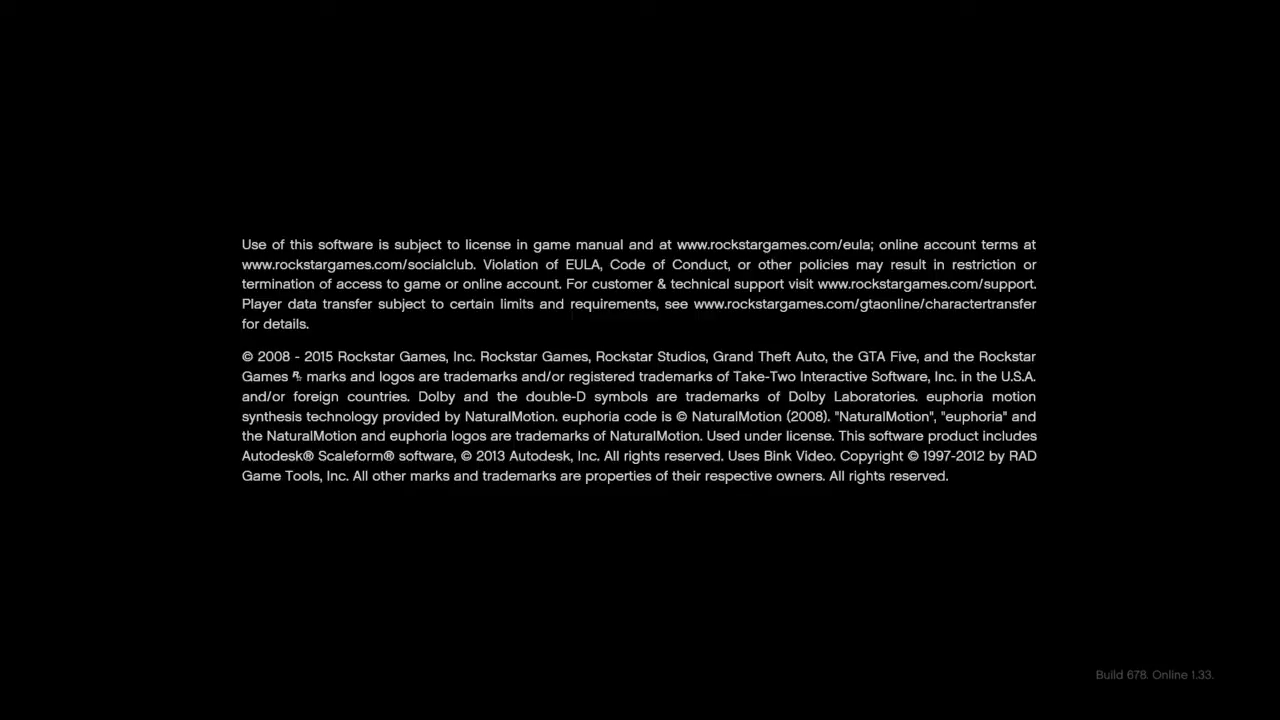 Use of this software is subject to license in game manual and at www.rockstargames.com/eula; online account terms at
www.rockstargames.com/socialclub. Violation of EULA, Code of Conduct, or other policies may result in restriction or
termination of access to game or online account. For customer & technical support visit www.rockstargames.com/support.
Player data transfer subject to certain limits and requirements, see www.rockstargames.com/gtaonline/charactertransfer
for details.
© 2008 - 2015 Rockstar Games, Inc. Rockstar Games, Rockstar Studios, Grand Theft Auto, the GTA Five, and the Rockstar
Games R* marks and logos are trademarks and/or registered trademarks of Take-Two Interactive Software, Inc. in the U.S.A.
and/or foreign countries. Dolby and the double-D symbols are trademarks of Dolby Laboratories. euphoria motion
synthesis technology provided by NaturalMotion. euphoria code is © NaturalMotion (2008). "NaturalMotion", "euphoria" and
the NaturalMotion and euphoria logos are trademarks of NaturalMotion. Used under license. This software product includes
Autodesk® Scaleform® software, © 2013 Autodesk, Inc. All rights reserved. Uses Bink Video. Copyright © 1997-2012 by RAD
Game Tools, Inc. All other marks and trademarks are properties of their respective owners. All rights reserved.
Build 678. Online 1.33.